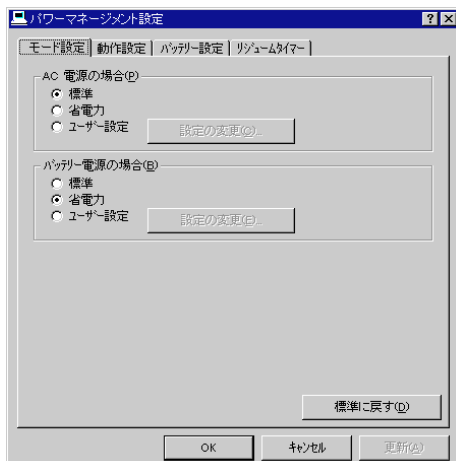 パワーマネージメント設定
モード設定 動作設定 バッテリー設定 リジュームタイマー
AC 電源の場合(P)
標準
省電力
ユーザー設定 設定の変更(C)...
バッテリー電源の場合(B)
標準
省電力
ユーザー設定 設定の変更(E)...
標準に戻す(D)
OK キャンセル 更新(A)